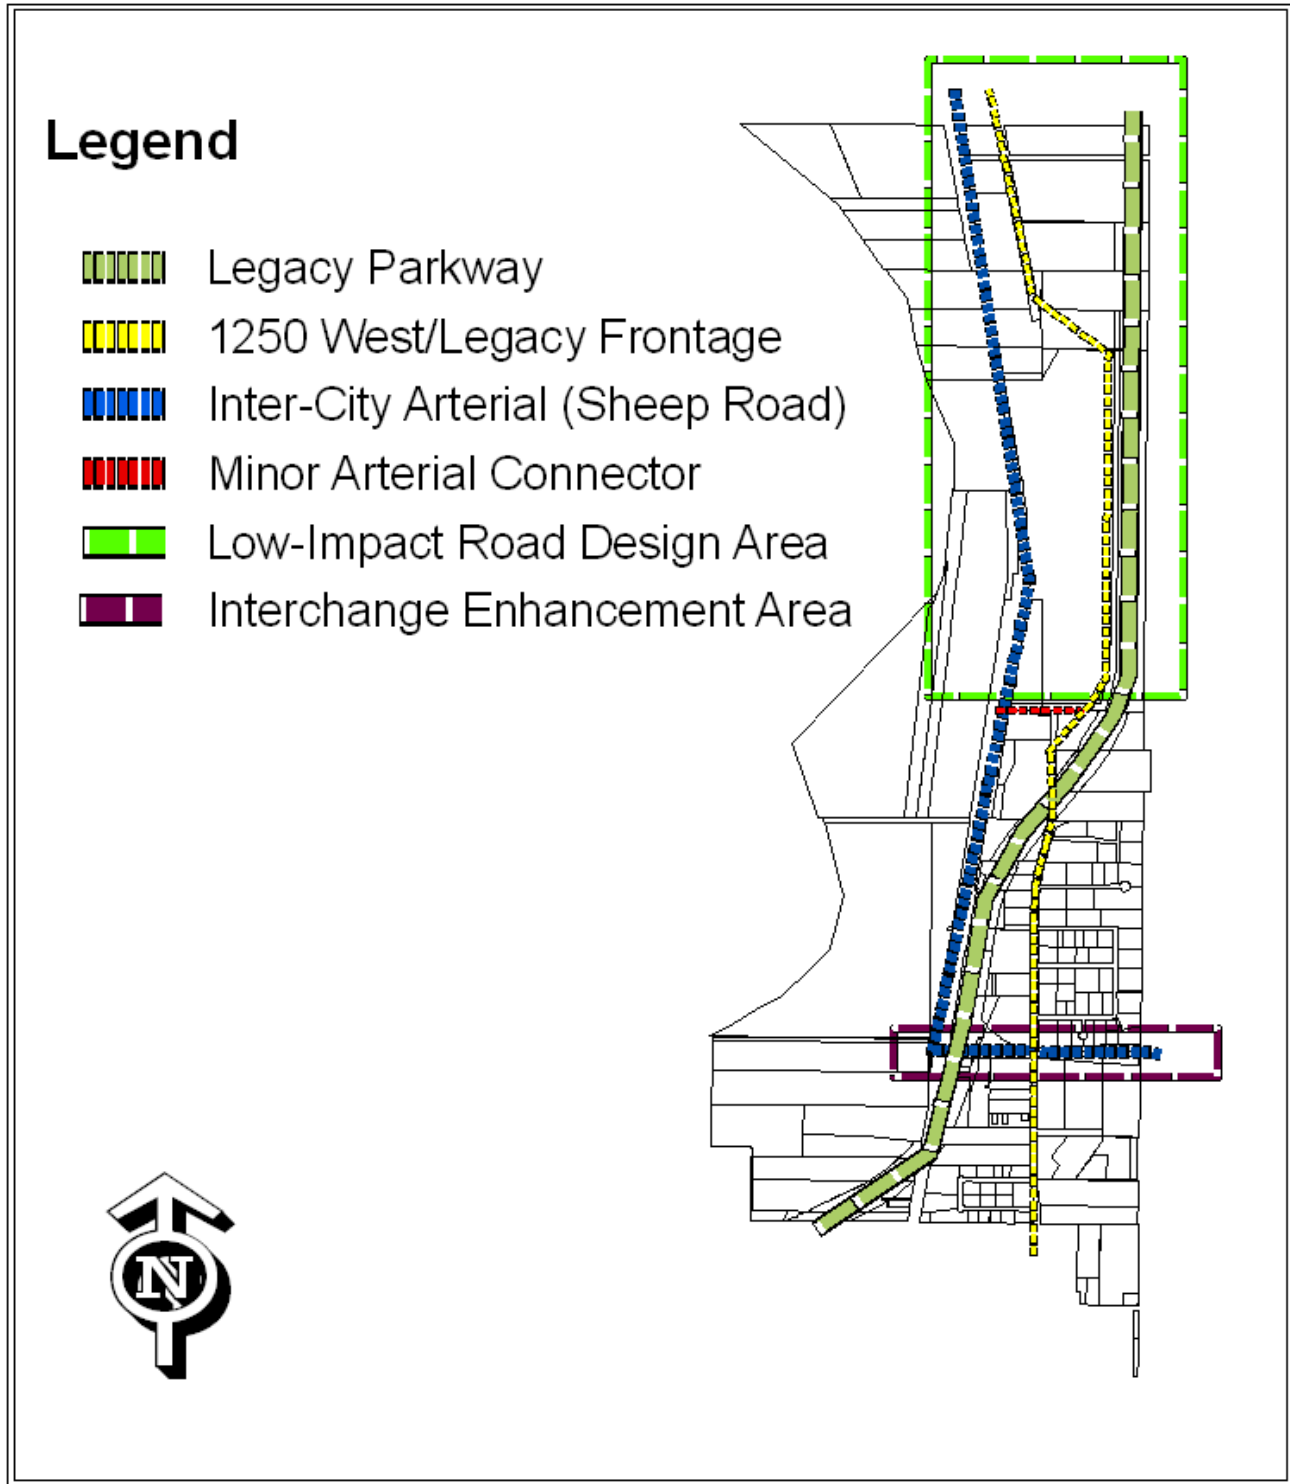 Legend
Legacy Parkway
1250 West/Legacy Frontage
Inter-City Arterial (Sheep Road)
Minor Arterial Connector
Low-Impact Road Design Area
Interchange Enhancement Area
N